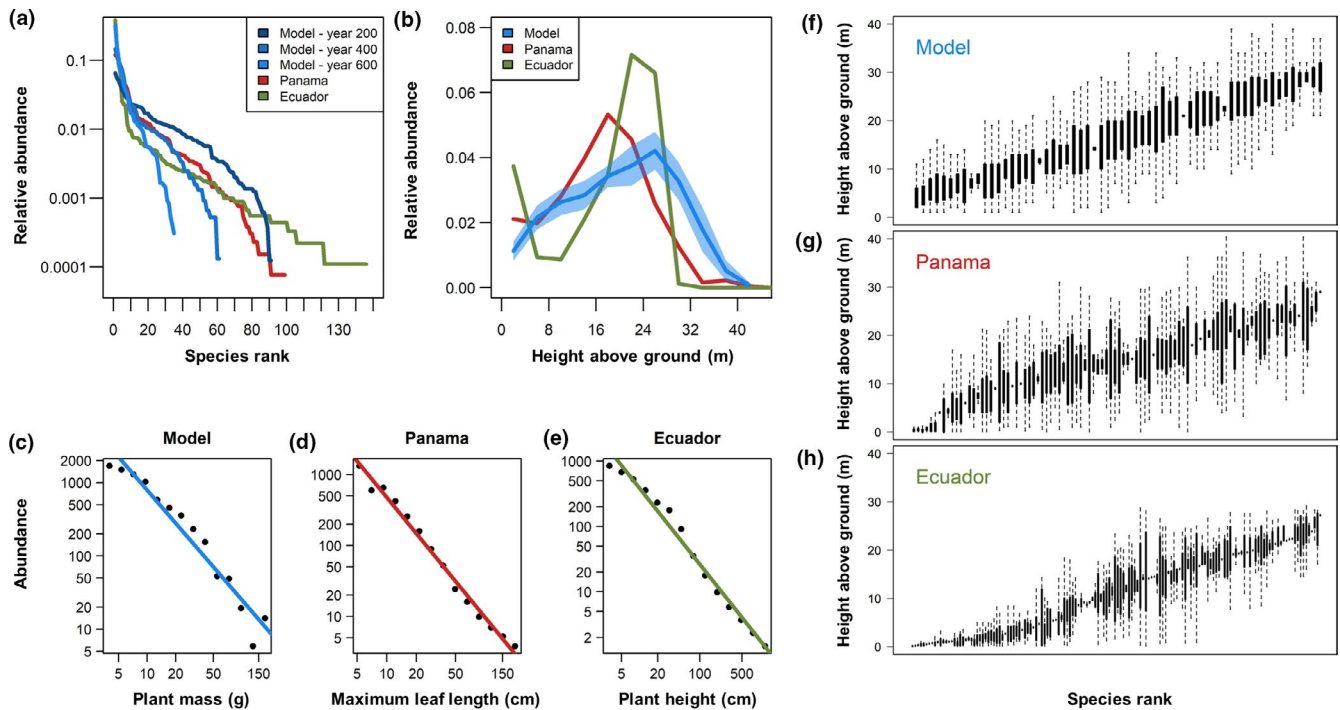 (a)
Relative abundance
0.1
0.01
0.001
0.0001
Model - year 200
Model - year 400
Model - year 600
Panama
Ecuador
0 20 40 60 80 100 130
Species rank
(b)
Relative abundance
0.08
0.06
0.04
0.02
0.00
Model
Panama
Ecuador
0 8 16 24 32 40
Height above ground (m)
(c)
Model
Abundance
2000
1000
500
200
100
50
20
10
5
5 10 20 50 150
Plant mass (g)
(d)
Panama
1000
500
200
100
50
20
10
5
5 10 20 50 150
Maximum leaf length (cm)
(e)
Ecuador
1000
500
200
100
50
20
10
5
2
5 20 100 500
Plant height (cm)
(f)
Model
Height above ground (m)
40
30
20
10
0
(g)
Panama
Height above ground (m)
40
30
20
10
0
(h)
Ecuador
Height above ground (m)
40
30
20
10
0
Species rank